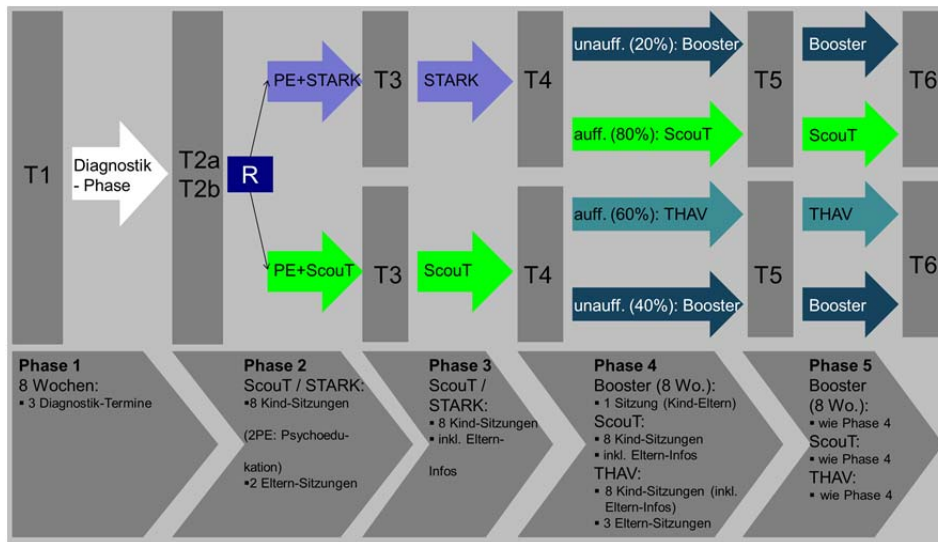 T1
Diagnostik
- Phase
T2a
T2b
R
PE+STARK
T3
STARK
T4
unauff. (20%): Booster
auff. (80%): ScouT
T5
Booster
ScouT
T6
PE+ScouT
T3
ScouT
T4
auff. (60%): THAV
unauff. (40%): Booster
T5
THAV
Booster
T6
Phase 1
8 Wochen:
▪ 3 Diagnostik-Termine
Phase 2
ScouT / STARK:
▪8 Kind-Sitzungen
(2PE: Psychoedu-
kation)
▪2 Eltern-Sitzungen
Phase 3
ScouT /
STARK:
▪ 8 Kind-Sitzungen
▪ inkl. Eltern-
Infos
Phase 4
Booster (8 Wo.):
▪ 1 Sitzung (Kind-Eltern)
ScouT:
▪ 8 Kind-Sitzungen
▪ inkl. Eltern-Infos
THAV:
▪ 8 Kind-Sitzungen (inkl.
Eltern-Infos)
▪ 3 Eltern-Sitzungen
Phase 5
Booster
(8 Wo.):
▪ wie Phase 4
ScouT:
▪ wie Phase 4
THAV:
▪ wie Phase 4